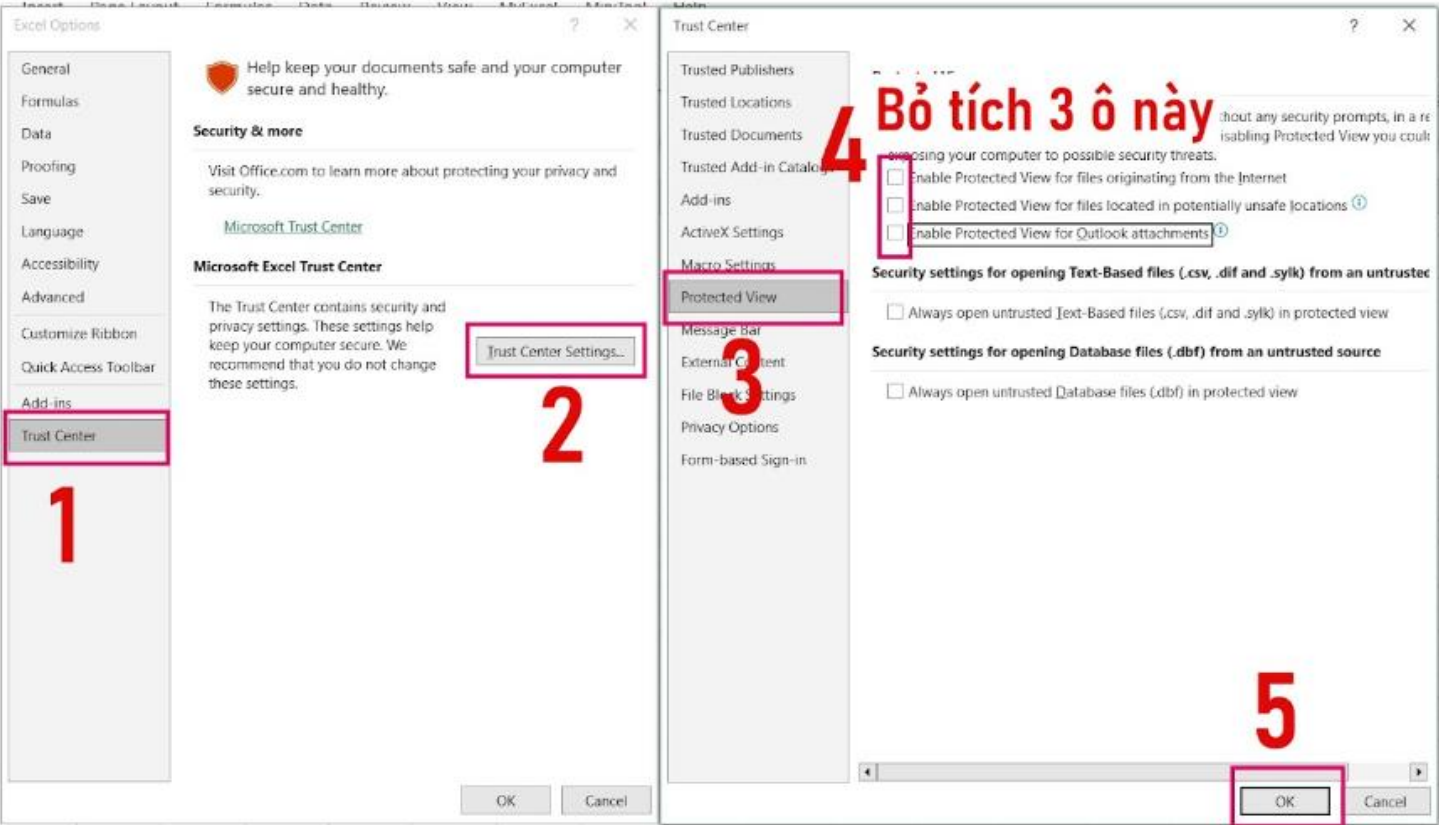 Insert Page Layout Formulas Data Review View MyExcel MiniTool Help
Excel Options
General
Formulas
Data
Proofing
Save
Language
Accessibility
Advanced
Customize Ribbon
Quick Access Toolbar
Add-ins
Trust Center
1
Help keep your documents safe and your computer
secure and healthy.
Security & more
Visit Office.com to learn more about protecting your privacy and
security.
Microsoft Trust Center
Microsoft Excel Trust Center
The Trust Center contains security and
privacy settings. These settings help
keep your computer secure. We
recommend that you do not change
these settings.
Trust Center Settings...
2
OK Cancel
Trust Center
Trusted Publishers
Trusted Locations
Trusted Documents
Trusted Add-in Catalogs
Add-ins
ActiveX Settings
Macro Settings
Protected View
Message Bar
External Content
File Block Settings
Privacy Options
Form-based Sign-in
3
4 Bỏ tích 3 ô này
thout any security prompts, in a re
isabling Protected View you could
exposing your computer to possible security threats.
Enable Protected View for files originating from the Internet
Enable Protected View for files located in potentially unsafe locations
Enable Protected View for Outlook attachments
Security settings for opening Text-Based files (.csv, .dif and .sylk) from an untrusted
Always open untrusted Text-Based files (.csv, .dif and .sylk) in protected view
Security settings for opening Database files (.dbf) from an untrusted source
Always open untrusted Database files (.dbf) in protected view
5
OK Cancel